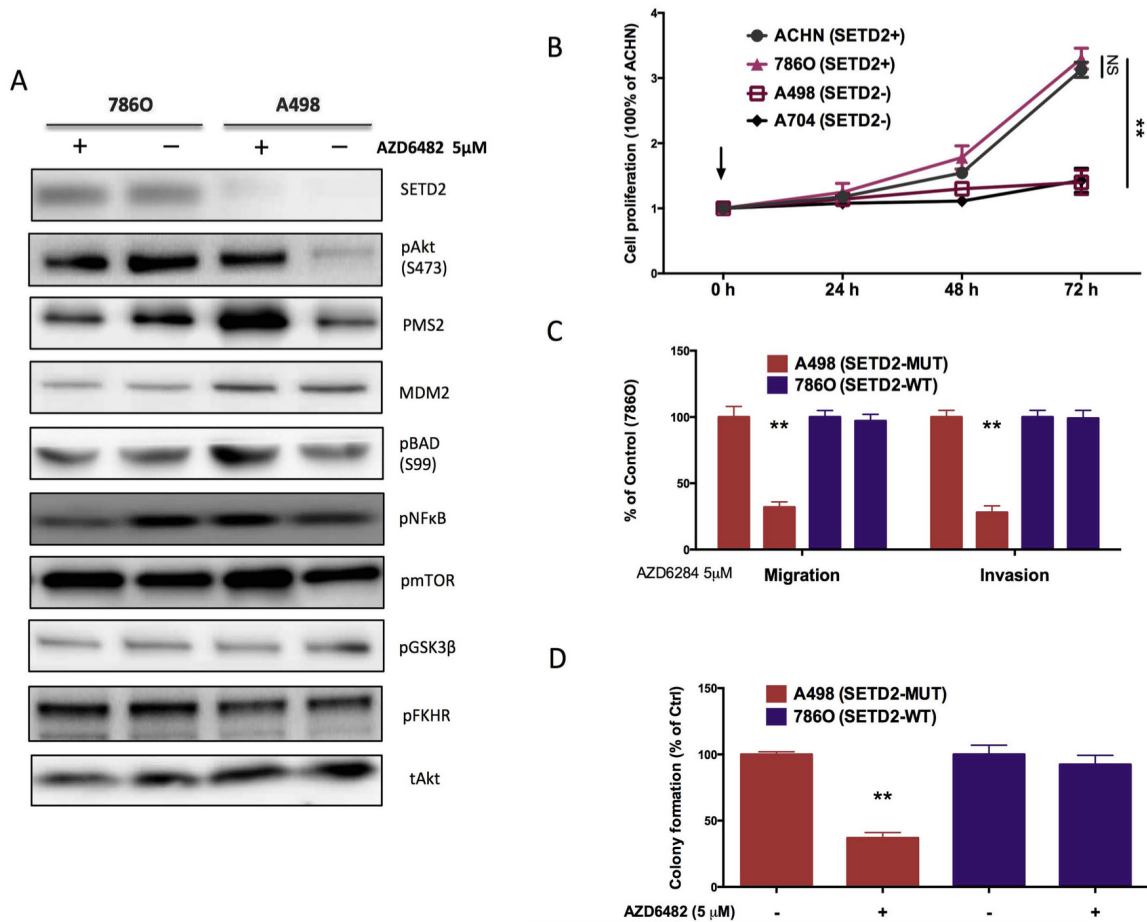 A
786O A498
+ − + − AZD6482 5μM
SETD2
pAkt
(S473)
PMS2
MDM2
pBAD
(S99)
pNFκB
pmTOR
pGSK3β
pFKHR
tAkt
B
Cell proliferation (100% of ACHN)
4
3
2
1
0
ACHN (SETD2+)
786O (SETD2+)
A498 (SETD2-)
A704 (SETD2-)
NS
**
0 h 24 h 48 h 72 h
C
% of Control (786O)
150
100
50
0
A498 (SETD2-MUT)
786O (SETD2-WT)
** **
AZD6284 5μM Migration Invasion
D
Colony formation (% of Ctrl)
150
100
50
0
A498 (SETD2-MUT)
786O (SETD2-WT)
**
AZD6482 (5 μM) - + - +